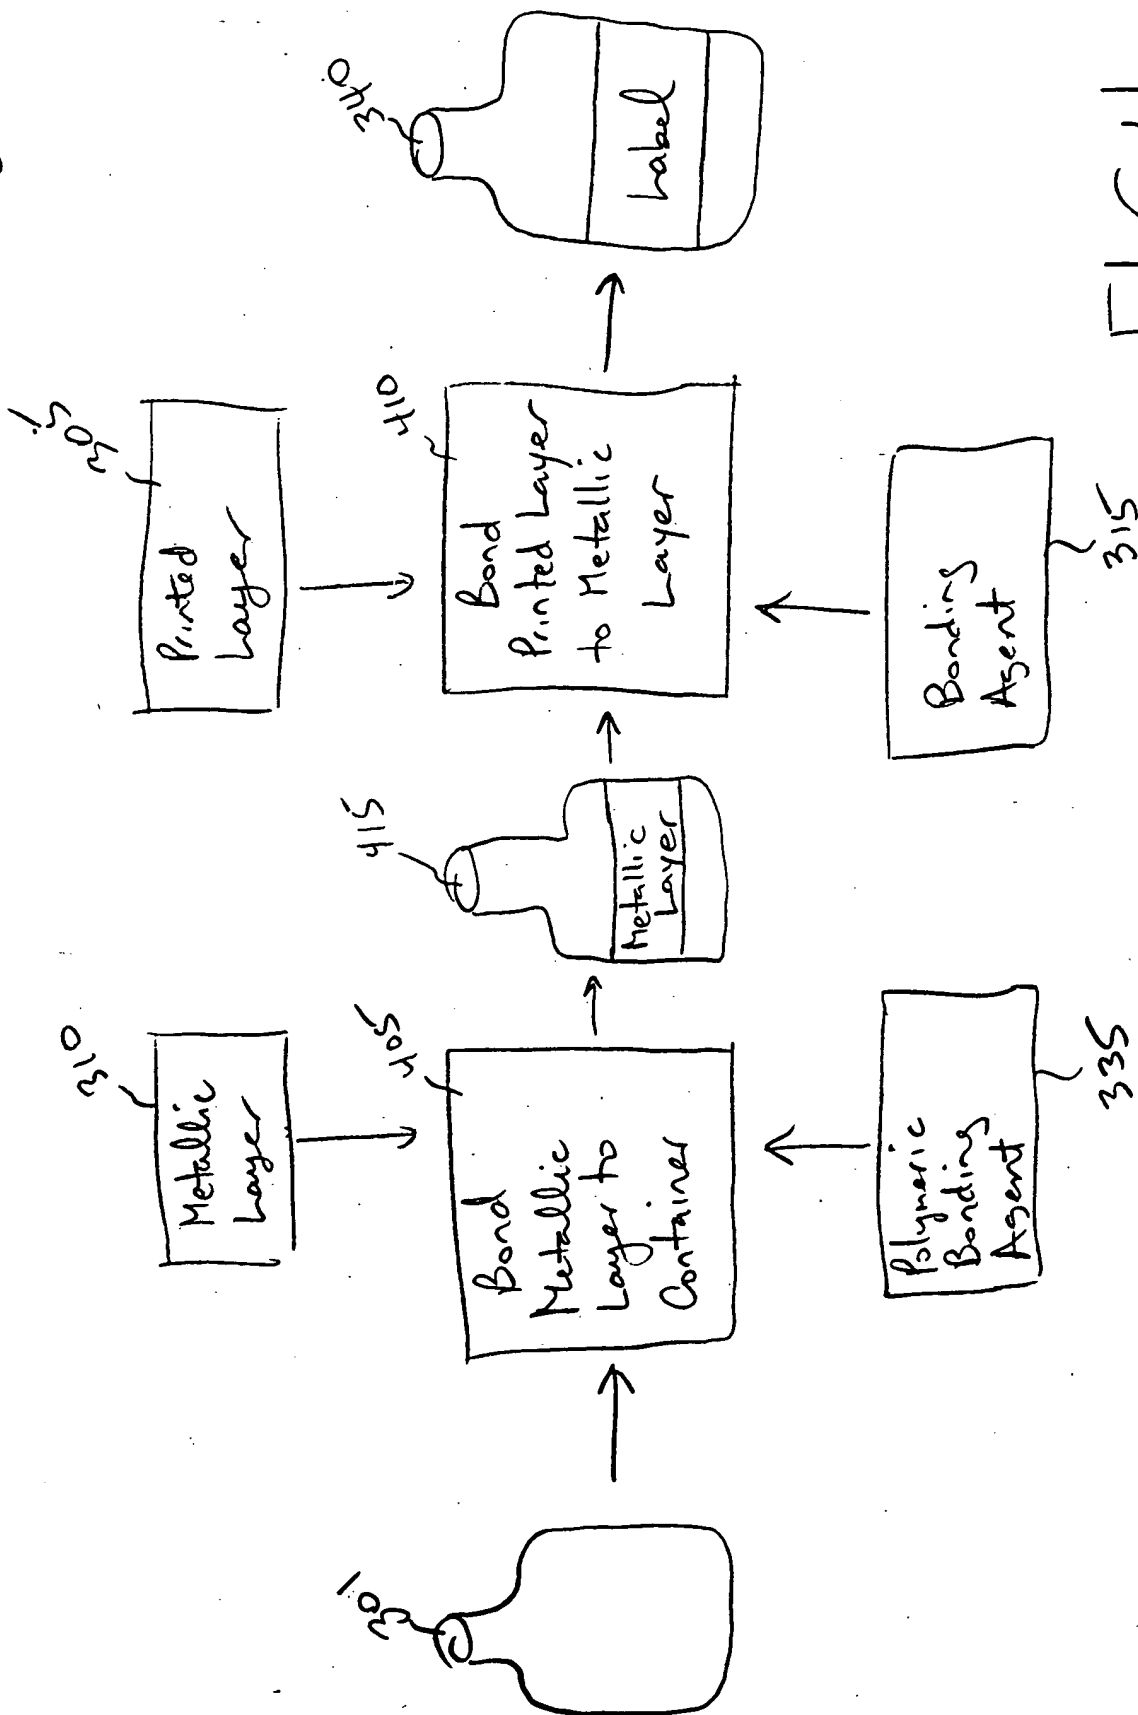 301
310
Metallic
Layer
405
Bond
Metallic
Layer to
Container
Polymeric
Bonding
Agent
335
415
Metallic
Layer
305
Printed
Layer
410
Bond
Printed Layer
to Metallic
Layer
Bonding
Agent
315
340
Label